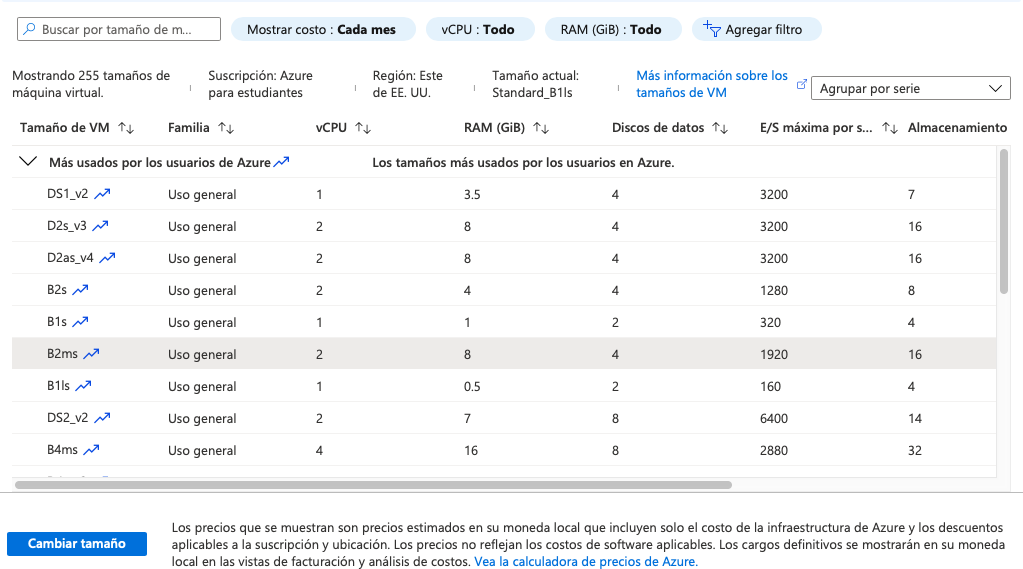 Buscar por tamaño de m...
Mostrar costo : Cada mes
vCPU : Todo
RAM (GiB) : Todo
Agregar filtro
Mostrando 255 tamaños de
máquina virtual.
Suscripción: Azure
para estudiantes
Región: Este
de EE. UU.
Tamaño actual:
Standard_B1ls
Más información sobre los
tamaños de VM
Agrupar por serie
Tamaño de VM Familia vCPU RAM (GiB) Discos de datos E/S máxima por s... Almacenamiento
Más usados por los usuarios de Azure Los tamaños más usados por los usuarios en Azure.
DS1_v2 Uso general 1 3.5 4 3200 7
D2s_v3 Uso general 2 8 4 3200 16
D2as_v4 Uso general 2 8 4 3200 16
B2s Uso general 2 4 4 1280 8
B1s Uso general 1 1 2 320 4
B2ms Uso general 2 8 4 1920 16
B1ls Uso general 1 0.5 2 160 4
DS2_v2 Uso general 2 7 8 6400 14
B4ms Uso general 4 16 8 2880 32
Cambiar tamaño
Los precios que se muestran son precios estimados en su moneda local que incluyen solo el costo de la infraestructura de Azure y los descuentos
aplicables a la suscripción y ubicación. Los precios no reflejan los costos de software aplicables. Los cargos definitivos se mostrarán en su moneda
local en las vistas de facturación y análisis de costos. Vea la calculadora de precios de Azure.